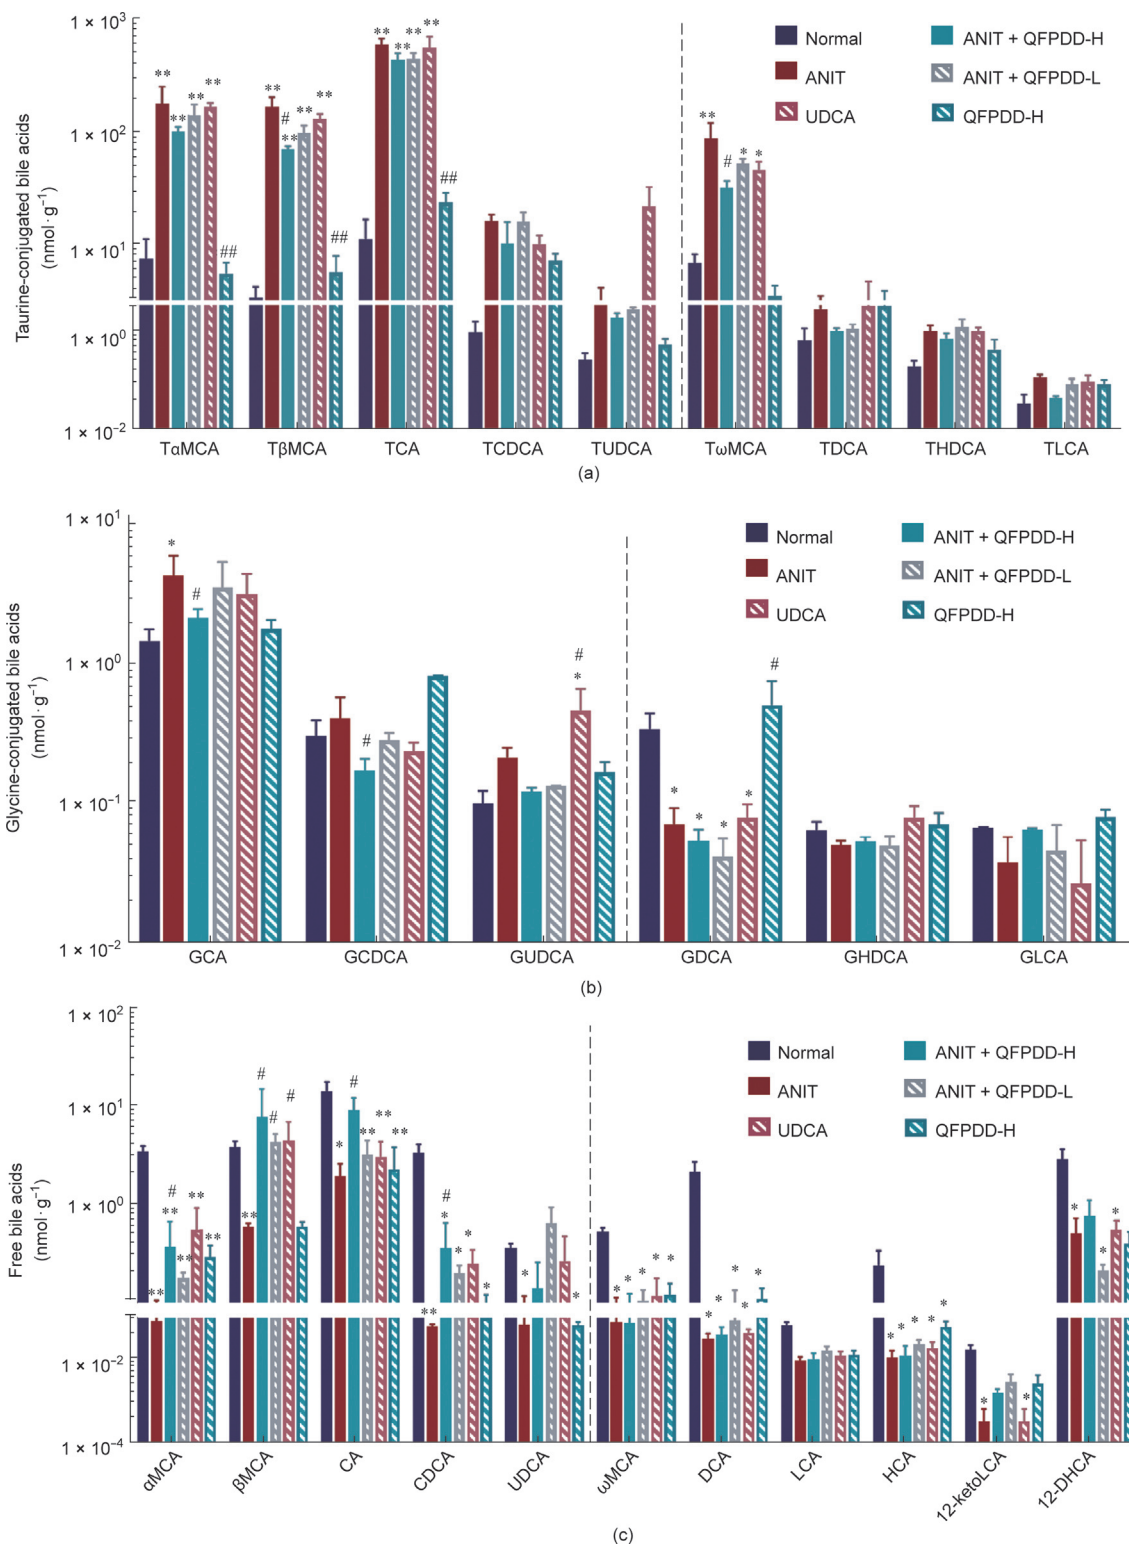 Taurine-conjugated bile acids
(nmol·g⁻¹)
1 × 10³
1 × 10²
1 × 10¹
1 × 10⁰
1 × 10⁻²
Normal
ANIT
UDCA
ANIT + QFPDD-H
ANIT + QFPDD-L
QFPDD-H
** ** ** ** ##
** # ** ** ** ##
** ** ** ** ##
** # * *
TαMCA TβMCA TCA TCDCA TUDCA TωMCA TDCA THDCA TLCA
(a)
Glycine-conjugated bile acids
(nmol·g⁻¹)
1 × 10¹
1 × 10⁰
1 × 10⁻¹
1 × 10⁻²
Normal
ANIT
UDCA
ANIT + QFPDD-H
ANIT + QFPDD-L
QFPDD-H
* #
#
# *
* * * * #
GCA GCDCA GUDCA GDCA GHDCA GLCA
(b)
Free bile acids
(nmol·g⁻¹)
1 × 10²
1 × 10¹
1 × 10⁰
1 × 10⁻²
1 × 10⁻⁴
Normal
ANIT
UDCA
ANIT + QFPDD-H
ANIT + QFPDD-L
QFPDD-H
** # ** ** ** **
** # # #
* # ** ** **
** # * * * *
* *
* * * * *
* * * * *
* * * * *
* *
* * *
αMCA βMCA CA CDCA UDCA ωMCA DCA LCA HCA 12-ketoLCA 12-DHCA
(c)